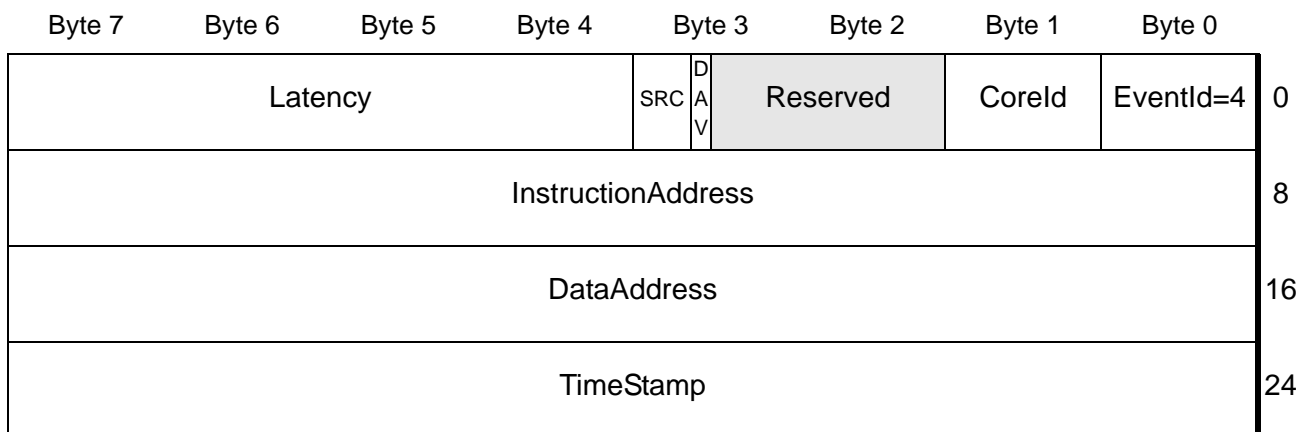 Byte 7 Byte 6 Byte 5 Byte 4 Byte 3 Byte 2 Byte 1 Byte 0
Latency SRC DAV Reserved CoreId EventId=4 0
InstructionAddress 8
DataAddress 16
TimeStamp 24